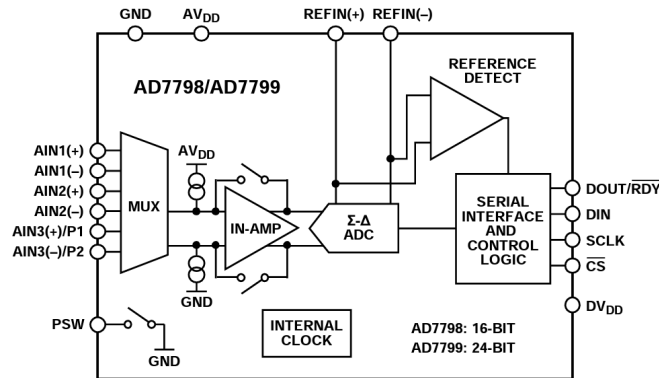 GND AVDD REFIN(+) REFIN(–)
REFERENCE
DETECT
AD7798/AD7799
AIN1(+)
AIN1(–)
AIN2(+)
AIN2(–)
AIN3(+)/P1
AIN3(–)/P2
MUX
AVDD
IN-AMP
GND
Σ-Δ
ADC
SERIAL
INTERFACE
AND
CONTROL
LOGIC
DOUT/RDY
DIN
SCLK
CS
DVDD
PSW
GND
INTERNAL
CLOCK
AD7798: 16-BIT
AD7799: 24-BIT